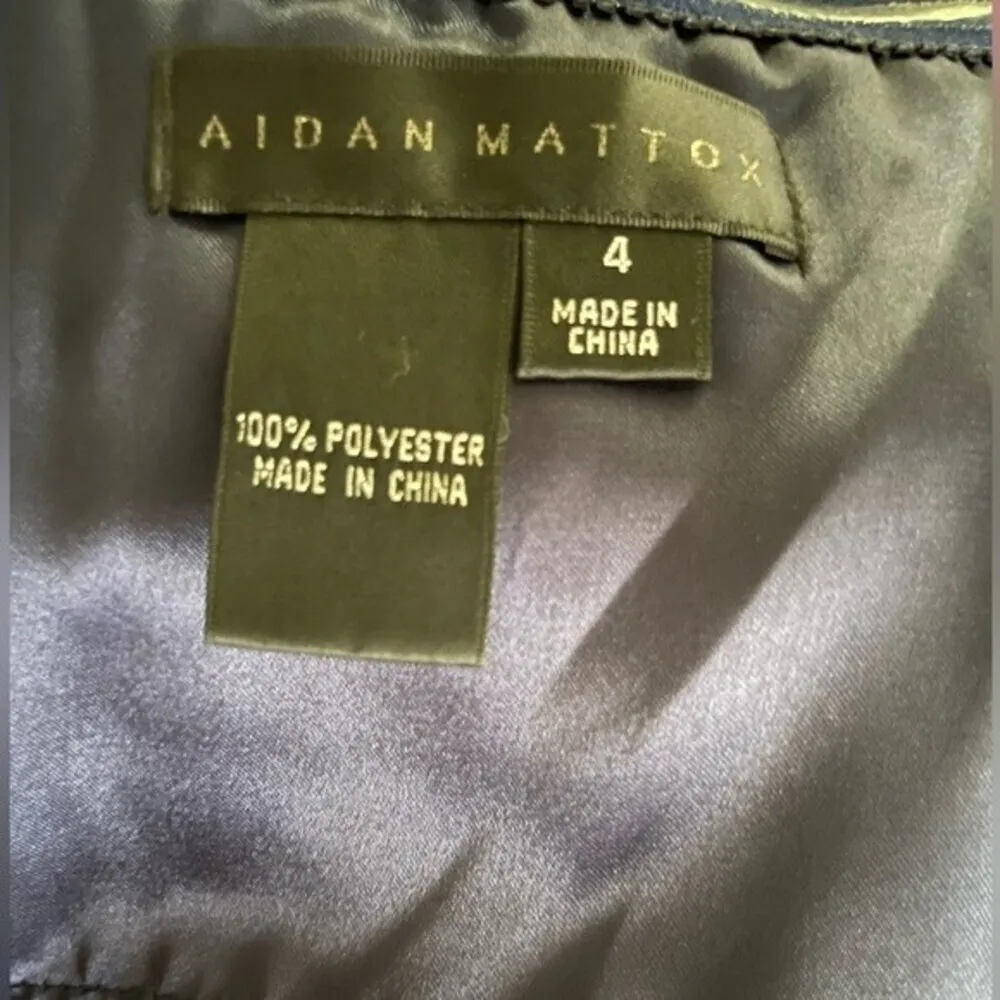 AIDAN MATTOX
4
MADE IN
CHINA
100% POLYESTER
MADE IN CHINA